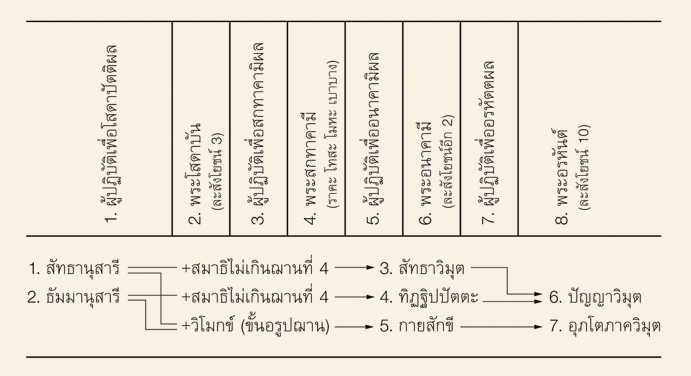 1. ผู้ปฏิบัติเพื่อโสดาปัตติผล
2. พระโสดาบัน
(ละสังโยชน์ 3)
3. ผู้ปฏิบัติเพื่อสกทาคามิผล
4. พระสกทาคามี
(ราคะ โทสะ โมหะ เบาบาง)
5. ผู้ปฏิบัติเพื่ออนาคามิผล
6. พระอนาคามี
(ละสังโยชน์อีก 2)
7. ผู้ปฏิบัติเพื่ออรหัตตผล
8. พระอรหันต์
(ละสังโยชน์ 10)
1. สัทธานุสารี +สมาธิไม่เกินฌานที่ 4 3. สัทธาวิมุต
2. ธัมมานุสารี +สมาธิไม่เกินฌานที่ 4 4. ทิฏฐิปปัตตะ 6. ปัญญาวิมุต
+วิโมกข์ (ขั้นอรูปฌาน) 5. กายสักขี 7. อุภโตภาควิมุต